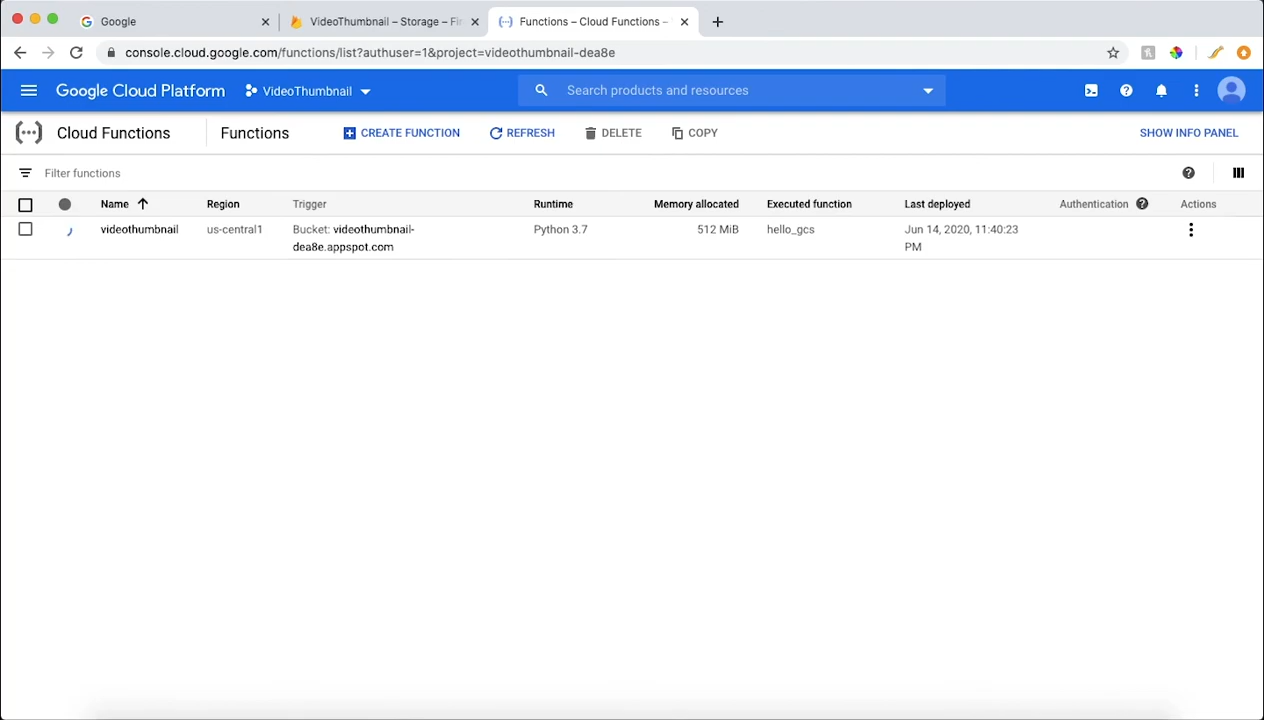 Google
VideoThumbnail – Storage – Fir
Functions – Cloud Functions –
console.cloud.google.com/functions/list?authuser=1&project=videothumbnail-dea8e
Google Cloud Platform
VideoThumbnail
Search products and resources
Cloud Functions
Functions
CREATE FUNCTION
REFRESH
DELETE
COPY
SHOW INFO PANEL
Filter functions
Name
Region
Trigger
Runtime
Memory allocated
Executed function
Last deployed
Authentication
Actions
videothumbnail
us-central1
Bucket: videothumbnail-
dea8e.appspot.com
Python 3.7
512 MiB
hello_gcs
Jun 14, 2020, 11:40:23
PM